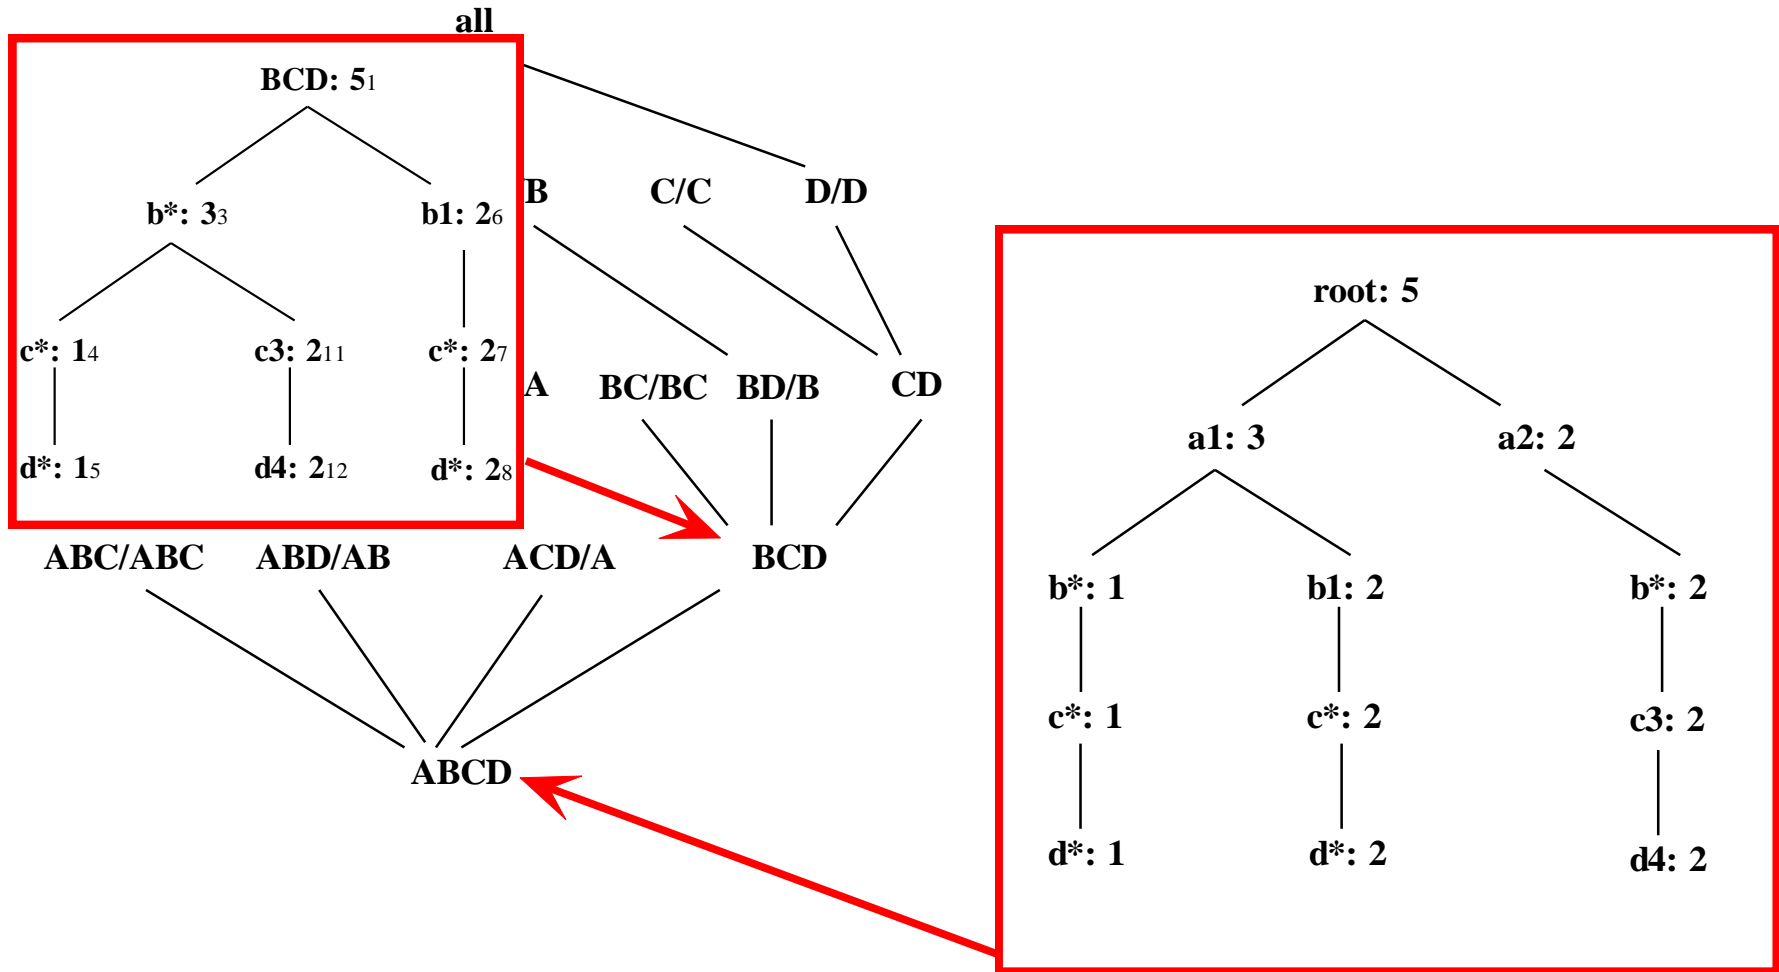 all
BCD: 51
b*: 33 b1: 26
c*: 14 c3: 211 c*: 27
d*: 15 d4: 212 d*: 28
/B C/C D/D
A BC/BC BD/B CD
ABC/ABC ABD/AB ACD/A BCD
ABCD
root: 5
a1: 3 a2: 2
b*: 1 b1: 2 b*: 2
c*: 1 c*: 2 c3: 2
d*: 1 d*: 2 d4: 2